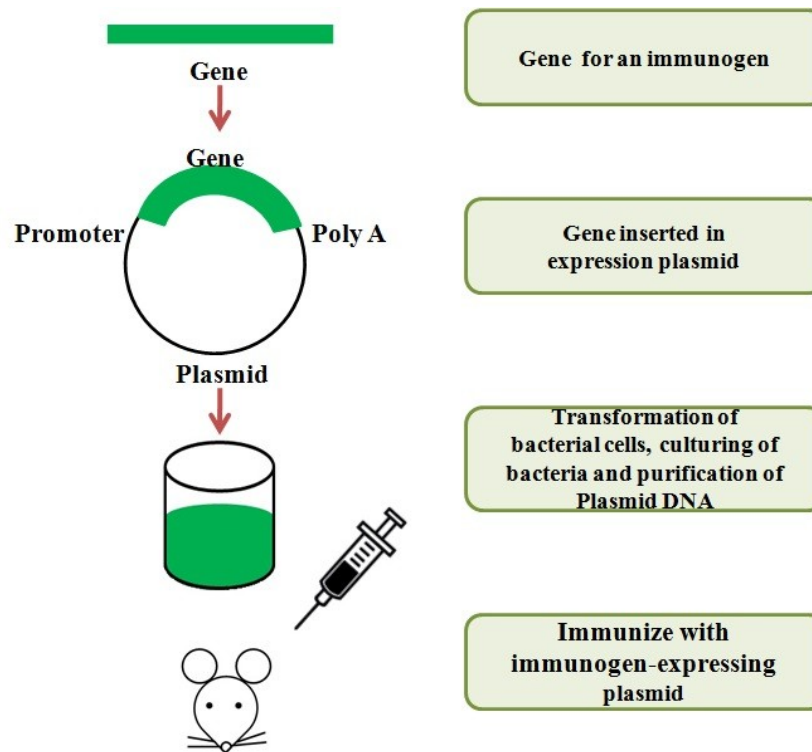 Gene
Gene for an immunogen
Gene
Promoter
Poly A
Gene inserted in
expression plasmid
Plasmid
Transformation of
bacterial cells, culturing of
bacteria and purification of
Plasmid DNA
Immunize with
immunogen-expressing
plasmid